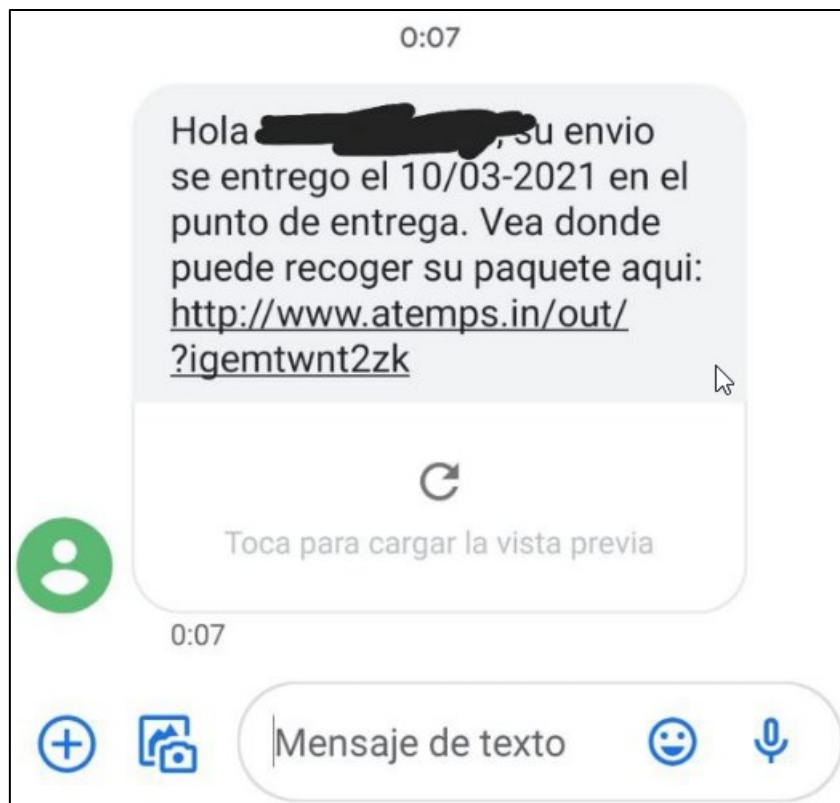 0:07
Hola , su envio
se entrego el 10/03-2021 en el
punto de entrega. Vea donde
puede recoger su paquete aqui:
http://www.atemps.in/out/
?igemtwnt2zk
Toca para cargar la vista previa
0:07
Mensaje de texto